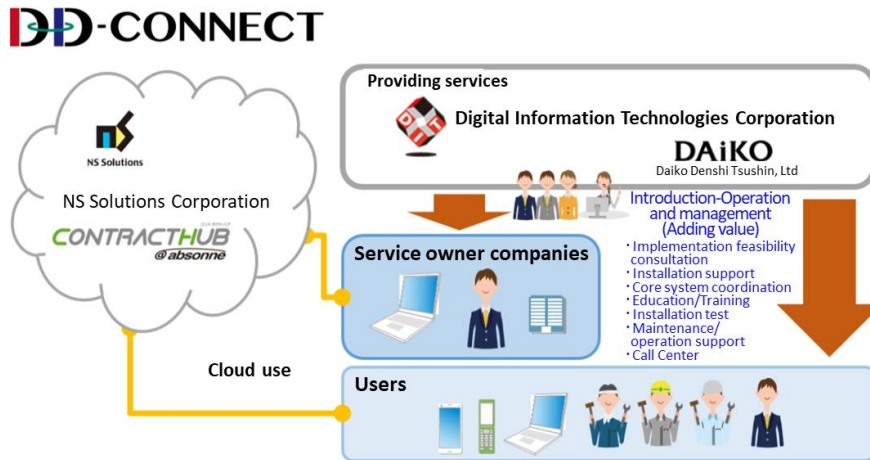 DD-CONNECT
Providing services
DIT
Digital Information Technologies Corporation
DAiKO
Daiko Denshi Tsushin, Ltd
NS Solutions
NS Solutions Corporation
CONTRACTHUB
@absonne
Introduction-Operation
and management
(Adding value)
・Implementation feasibility
consultation
・Installation support
・Core system coordination
・Education/Training
・Installation test
・Maintenance/
operation support
・Call Center
Service owner companies
Cloud use
Users